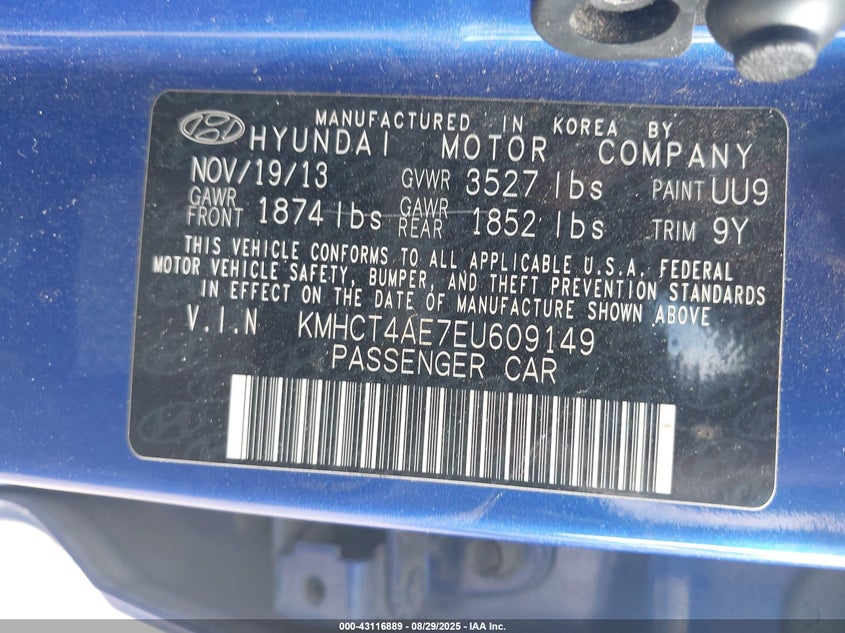 MANUFACTURED IN KOREA BY
HYUNDAI MOTOR COMPANY
NOV/19/13 GVWR 3527 lbs PAINT UU9
GAWR FRONT 1874 lbs GAWR REAR 1852 lbs TRIM 9Y
THIS VEHICLE CONFORMS TO ALL APPLICABLE U.S.A. FEDERAL
MOTOR VEHICLE SAFETY, BUMPER, AND THEFT PREVENTION STANDARDS
IN EFFECT ON THE DATE OF MANUFACTURE SHOWN ABOVE
V.I.N KMHCT4AE7EU609149
PASSENGER CAR
000-43116889 - 08/29/2025 - IAA Inc.